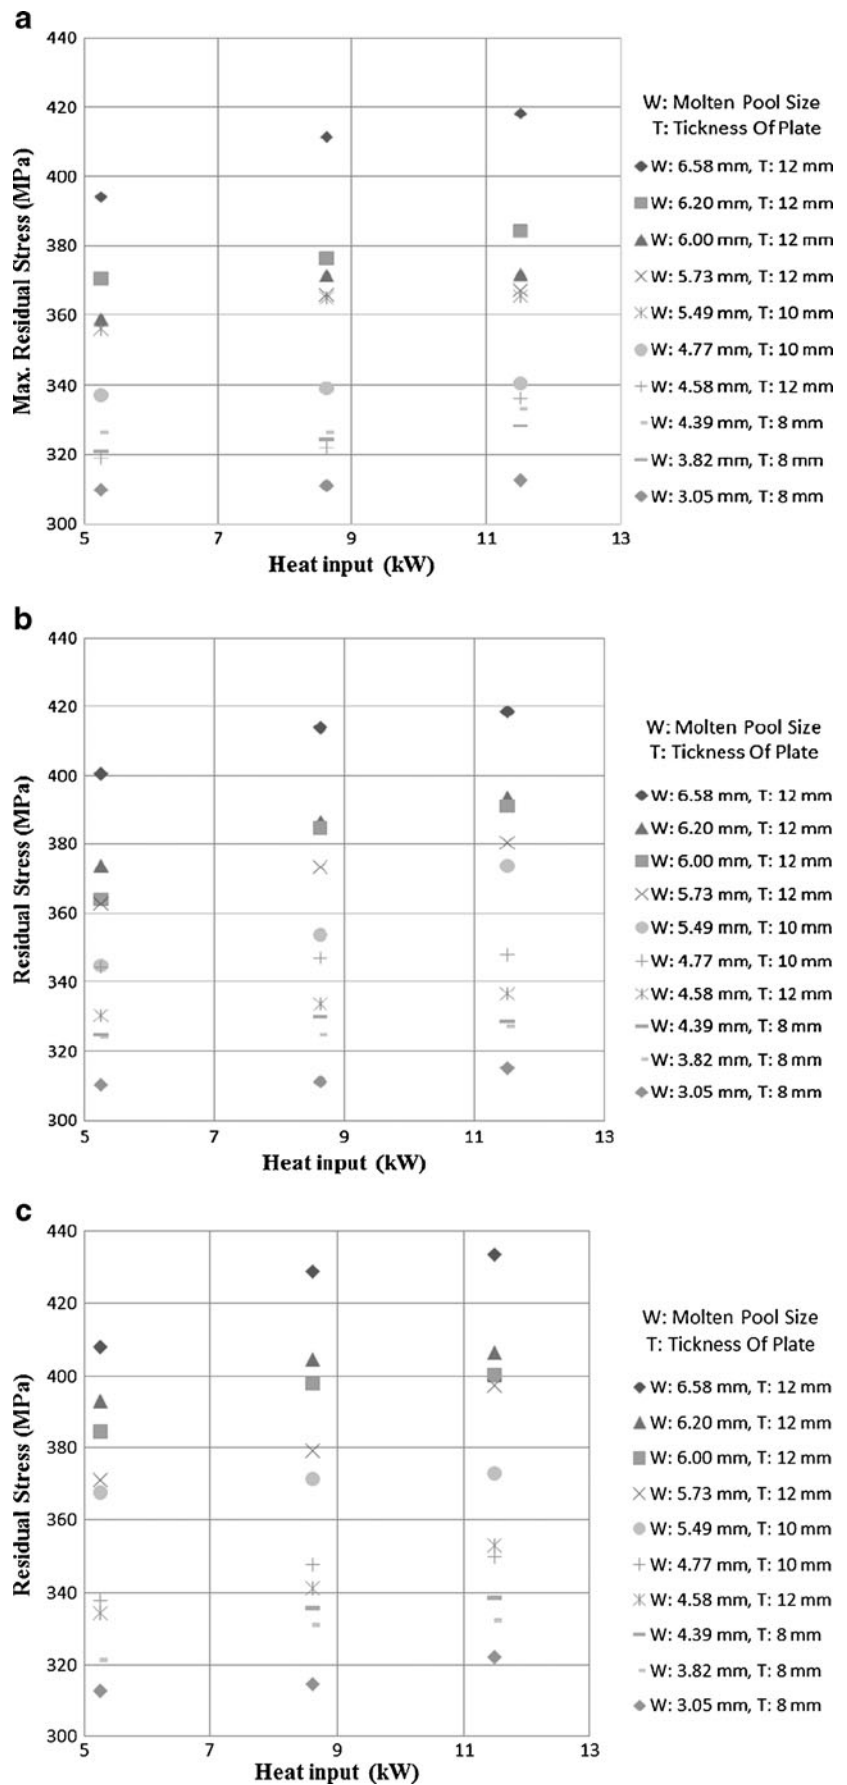 a
440
420
400
380
360
340
320
300
5 7 9 11 13
Max. Residual Stress (MPa)
Heat input (kW)
W: Molten Pool Size
T: Tickness Of Plate
W: 6.58 mm, T: 12 mm
W: 6.20 mm, T: 12 mm
W: 6.00 mm, T: 12 mm
W: 5.73 mm, T: 12 mm
W: 5.49 mm, T: 10 mm
W: 4.77 mm, T: 10 mm
W: 4.58 mm, T: 12 mm
W: 4.39 mm, T: 8 mm
W: 3.82 mm, T: 8 mm
W: 3.05 mm, T: 8 mm
b
440
420
400
380
360
340
320
300
5 7 9 11 13
Residual Stress (MPa)
Heat input (kW)
W: Molten Pool Size
T: Tickness Of Plate
W: 6.58 mm, T: 12 mm
W: 6.20 mm, T: 12 mm
W: 6.00 mm, T: 12 mm
W: 5.73 mm, T: 12 mm
W: 5.49 mm, T: 10 mm
W: 4.77 mm, T: 10 mm
W: 4.58 mm, T: 12 mm
W: 4.39 mm, T: 8 mm
W: 3.82 mm, T: 8 mm
W: 3.05 mm, T: 8 mm
c
440
420
400
380
360
340
320
300
5 7 9 11 13
Residual Stress (MPa)
Heat input (kW)
W: Molten Pool Size
T: Tickness Of Plate
W: 6.58 mm, T: 12 mm
W: 6.20 mm, T: 12 mm
W: 6.00 mm, T: 12 mm
W: 5.73 mm, T: 12 mm
W: 5.49 mm, T: 10 mm
W: 4.77 mm, T: 10 mm
W: 4.58 mm, T: 12 mm
W: 4.39 mm, T: 8 mm
W: 3.82 mm, T: 8 mm
W: 3.05 mm, T: 8 mm